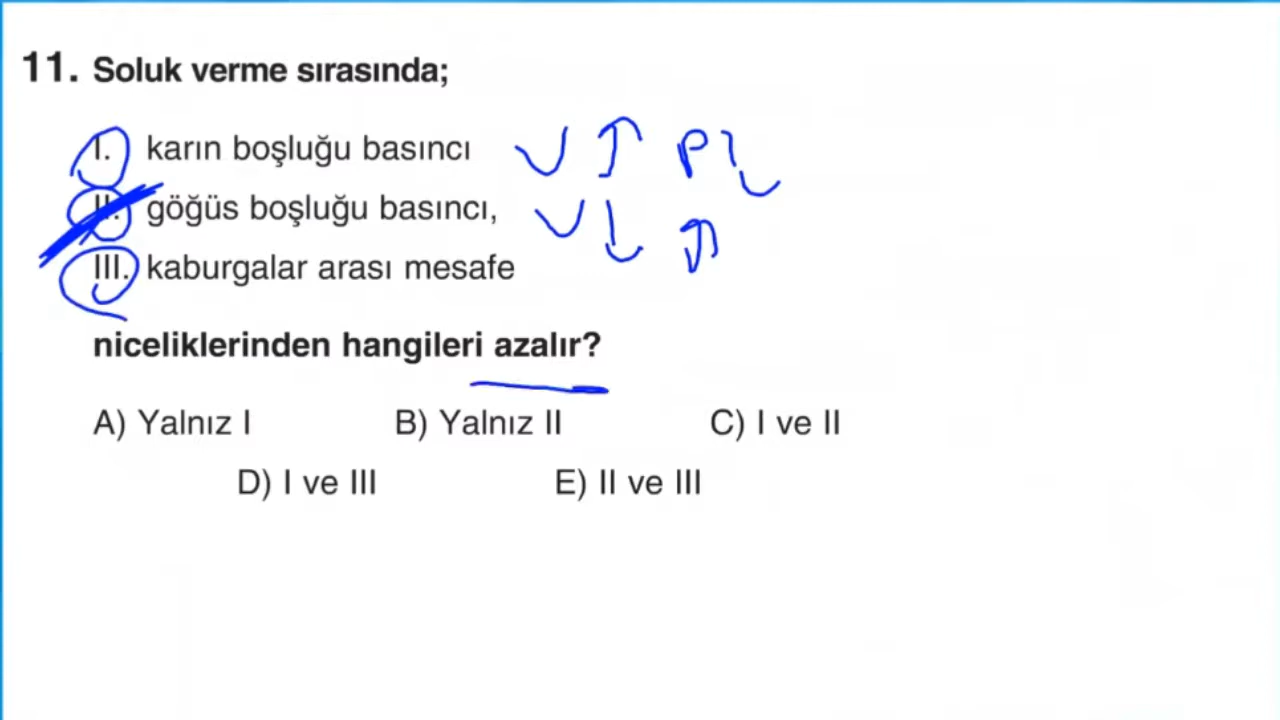 11. Soluk verme sırasında;
I. karın boşluğu basıncı V ↑ P ↓
II. göğüs boşluğu basıncı, V ↓ ↑
III. kaburgalar arası mesafe
niceliklerinden hangileri azalır?
A) Yalnız I B) Yalnız II C) I ve II
D) I ve III E) II ve III